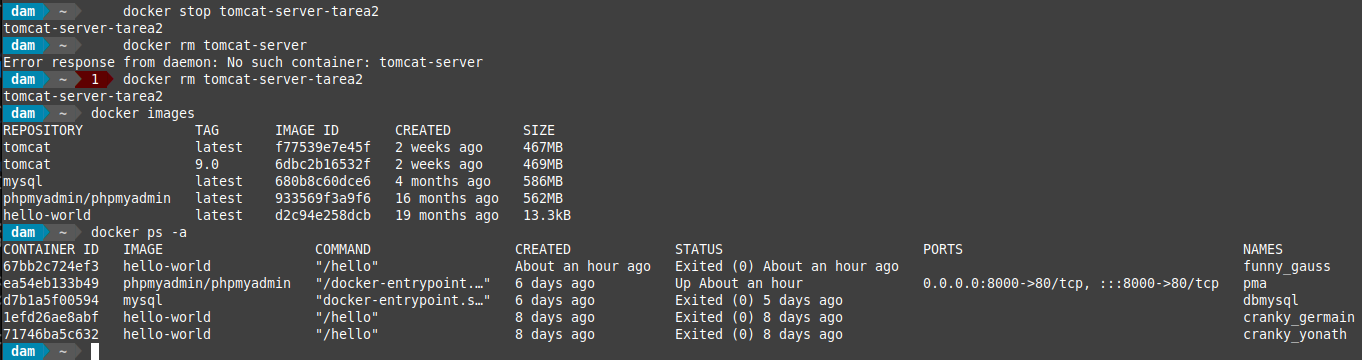 dam ~ docker stop tomcat-server-tarea2
tomcat-server-tarea2
dam ~ docker rm tomcat-server
Error response from daemon: No such container: tomcat-server
dam ~ 1 docker rm tomcat-server-tarea2
tomcat-server-tarea2
dam ~ docker images
REPOSITORY TAG IMAGE ID CREATED SIZE
tomcat latest f77539e7e45f 2 weeks ago 467MB
tomcat 9.0 6dbc2b16532f 2 weeks ago 469MB
mysql latest 680b8c60dce6 4 months ago 586MB
phpmyadmin/phpmyadmin latest 933569f3a9f6 16 months ago 562MB
hello-world latest d2c94e258dcb 19 months ago 13.3kB
dam ~ docker ps -a
CONTAINER ID IMAGE COMMAND CREATED STATUS PORTS NAMES
67bb2c724ef3 hello-world "/hello" About an hour ago Exited (0) About an hour ago funny_gauss
ea54eb133b49 phpmyadmin/phpmyadmin "/docker-entrypoint.…" 6 days ago Up About an hour 0.0.0.0:8000->80/tcp, :::8000->80/tcp pma
d7b1a5f00594 mysql "docker-entrypoint.s…" 6 days ago Exited (0) 5 days ago dbmysql
1efd26ae8abf hello-world "/hello" 8 days ago Exited (0) 8 days ago cranky_germain
71746ba5c632 hello-world "/hello" 8 days ago Exited (0) 8 days ago cranky_yonath
dam ~